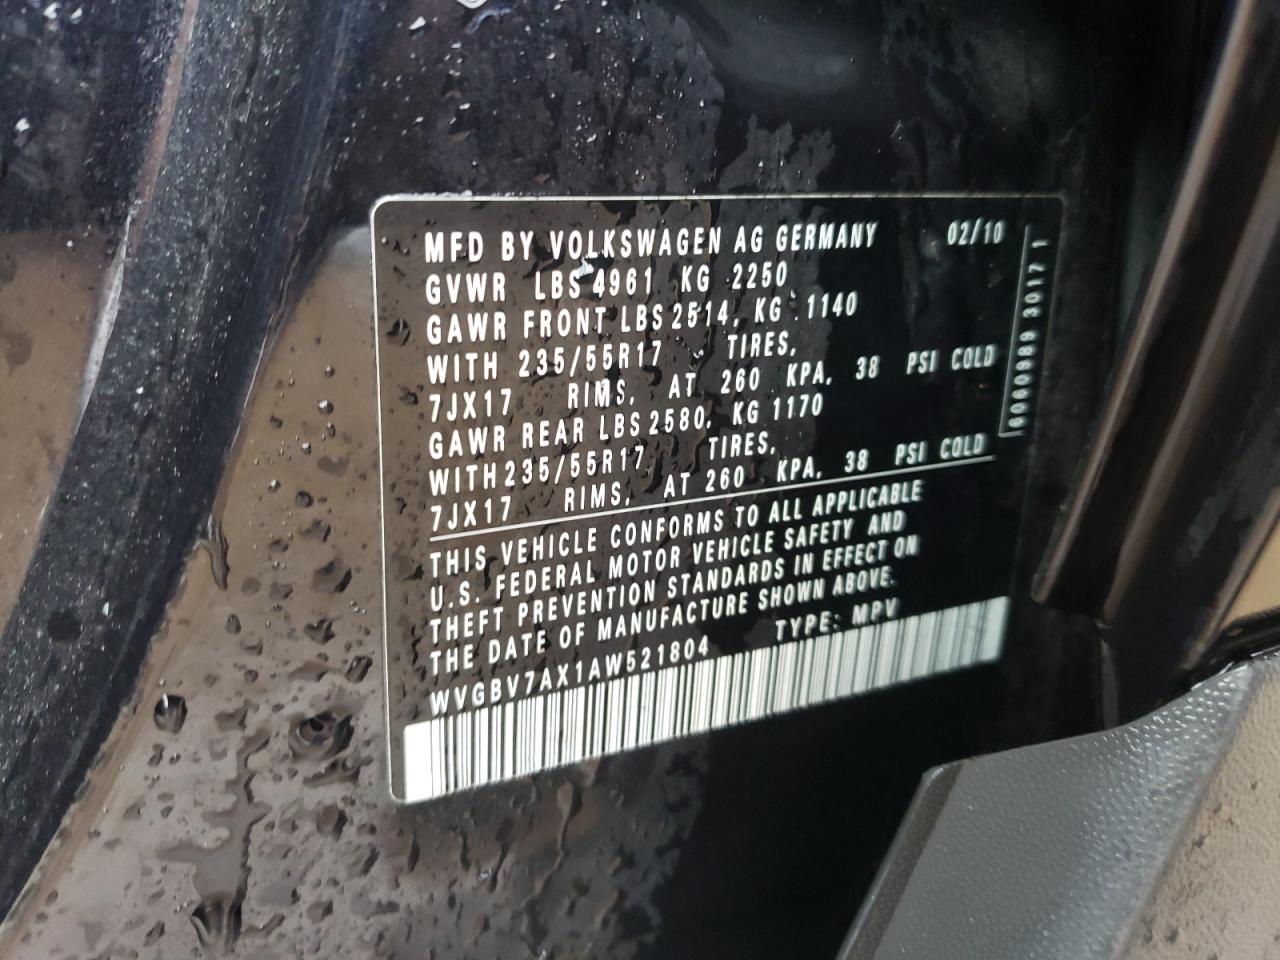 MFD BY VOLKSWAGEN AG GERMANY 02/10
GVWR LBS 4961 KG 2250
GAWR FRONT LBS 2514, KG 1140
WITH 235/55R17 TIRES,
7JX17 RIMS, AT 260 KPA, 38 PSI COLD
GAWR REAR LBS 2580, KG 1170
WITH 235/55R17 TIRES,
7JX17 RIMS, AT 260 KPA, 38 PSI COLD
THIS VEHICLE CONFORMS TO ALL APPLICABLE
U.S. FEDERAL MOTOR VEHICLE SAFETY AND
THEFT PREVENTION STANDARDS IN EFFECT ON
THE DATE OF MANUFACTURE SHOWN ABOVE.
WVGBV7AX1AW521804 TYPE: MPV